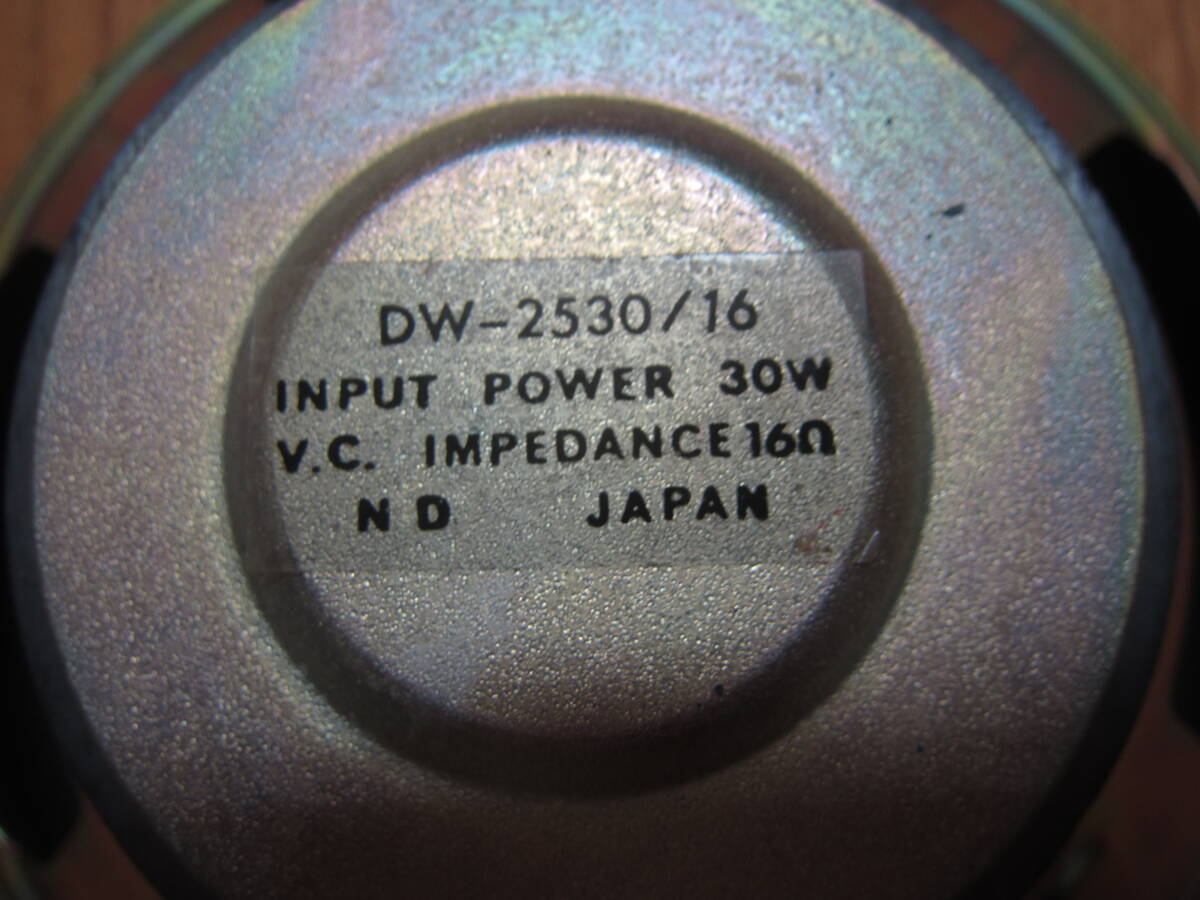 DW-2530/16
INPUT POWER 30W
V.C. IMPEDANCE 16Ω
ND JAPAN